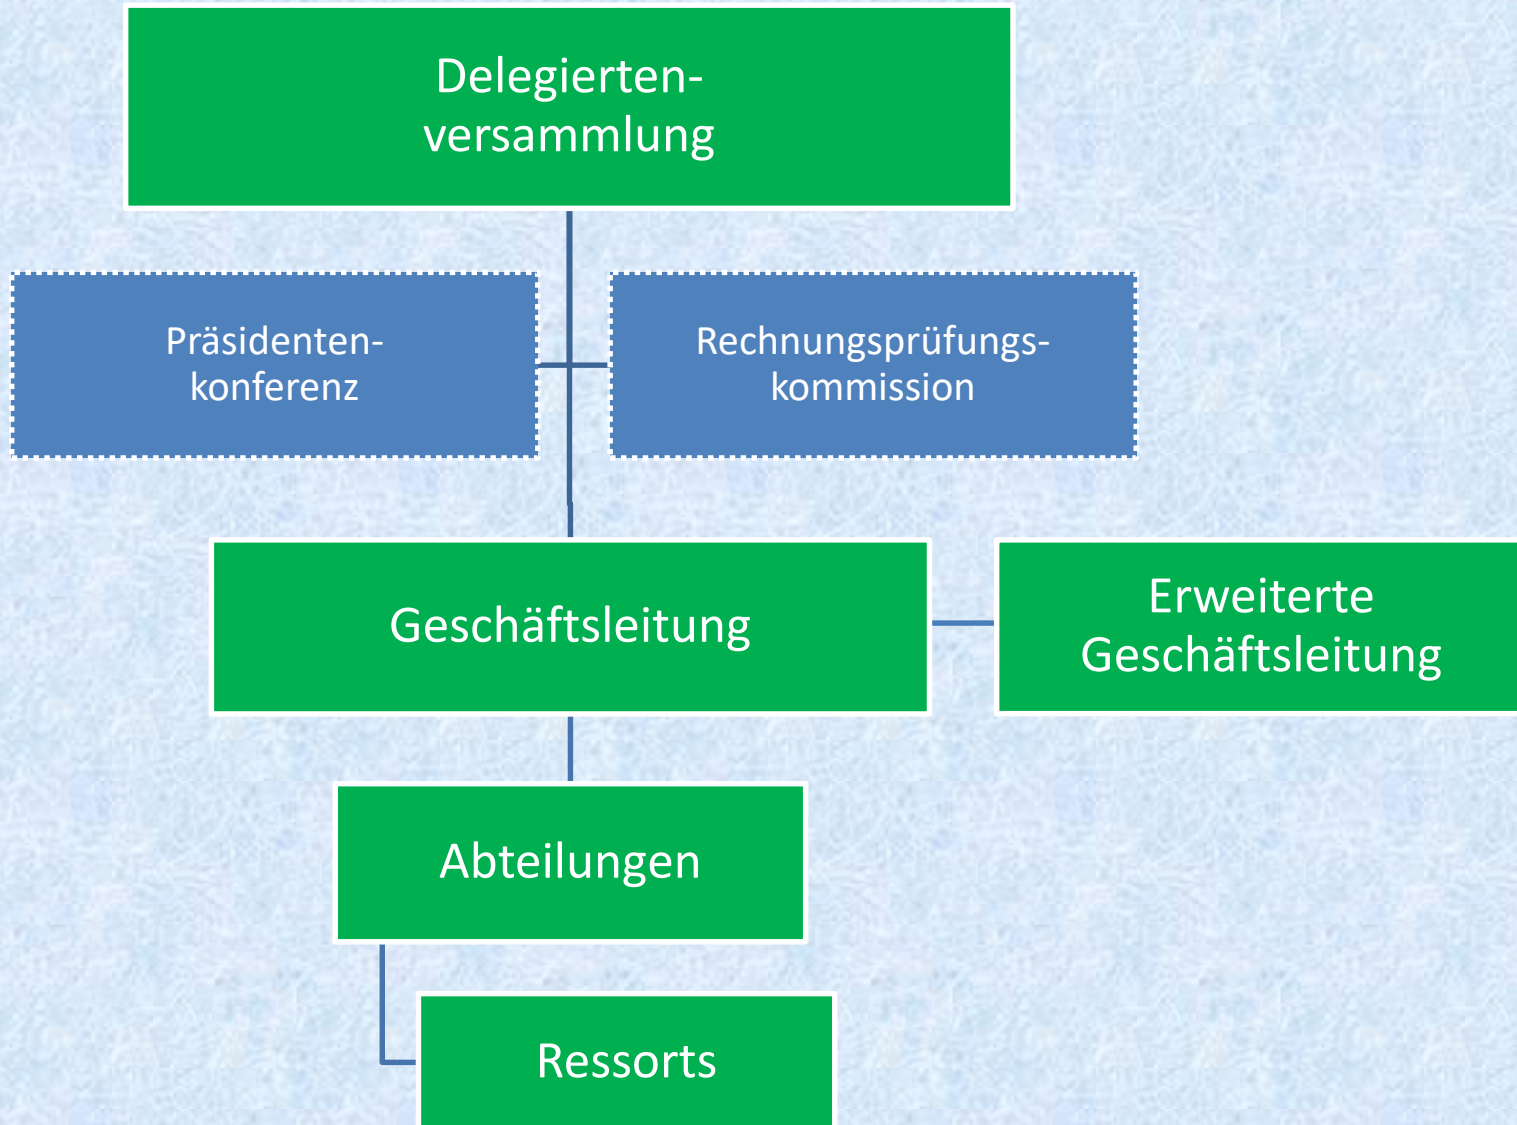 Delegierten-
versammlung
Präsidenten-
konferenz
Rechnungsprüfungs-
kommission
Geschäftsleitung
Erweiterte
Geschäftsleitung
Abteilungen
Ressorts